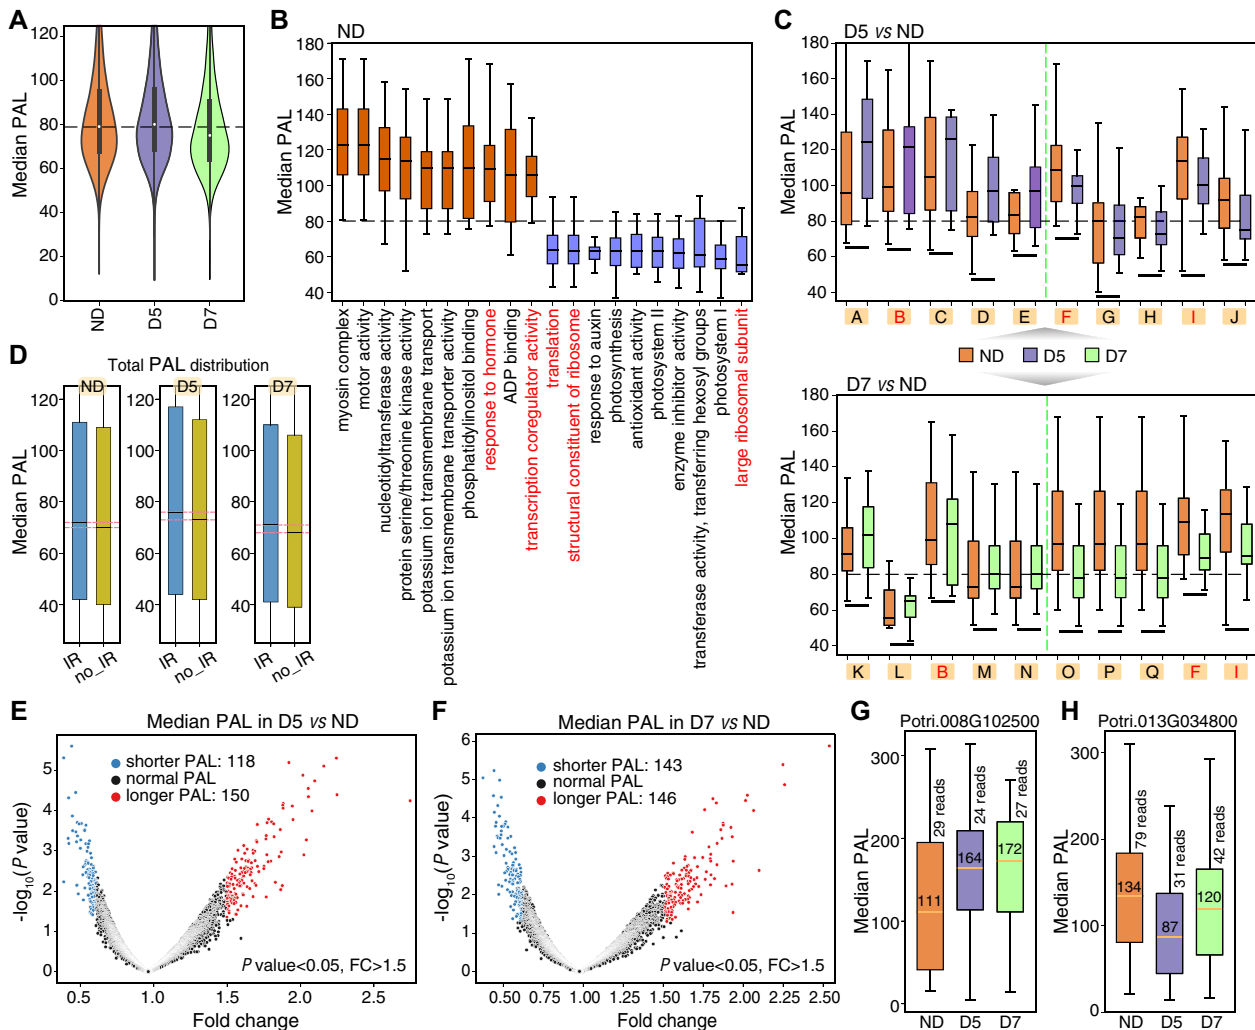 A
Median PAL
120
100
80
60
40
20
0
ND
D5
D7
B
ND
Median PAL
180
160
140
120
100
80
60
40
myosin complex
motor activity
nucleotidyltransferase activity
protein serine/threonine kinase activity
potassium ion transmembrane transport
potassium ion transmembrane transporter activity
phosphatidylinositol binding
response to hormone
ADP binding
transcription coregulator activity
translation
structural constituent of ribosome
response to auxin
photosynthesis
antioxidant activity
photosystem II
enzyme inhibitor activity
transferase activity, transferring hexosyl groups
photosystem I
large ribosomal subunit
C
D5 vs ND
Median PAL
180
160
140
120
100
80
60
40
A B C D E F G H I J
ND D5 D7
D7 vs ND
Median PAL
180
160
140
120
100
80
60
40
K L B M N O P Q F I
D
Total PAL distribution
ND D5 D7
Median PAL
120
100
80
60
40
120
100
80
60
40
120
100
80
60
40
IR no_IR IR no_IR IR no_IR
E
Median PAL in D5 vs ND
shorter PAL: 118
normal PAL
longer PAL: 150
-log10(P value)
5
4
3
2
1
0
P value<0.05, FC>1.5
0.5 1.0 1.5 2.0 2.5
Fold change
F
Median PAL in D7 vs ND
shorter PAL: 143
normal PAL
longer PAL: 146
-log10(P value)
6
5
4
3
2
1
0
P value<0.05, FC>1.5
0.50 0.75 1.00 1.25 1.50 1.75 2.00 2.25 2.50
Fold change
G
Potri.008G102500
Median PAL
300
200
100
0
29 reads
24 reads
27 reads
111
164
172
ND D5 D7
H
Potri.013G034800
Median PAL
300
200
100
0
79 reads
31 reads
42 reads
134
87
120
ND D5 D7